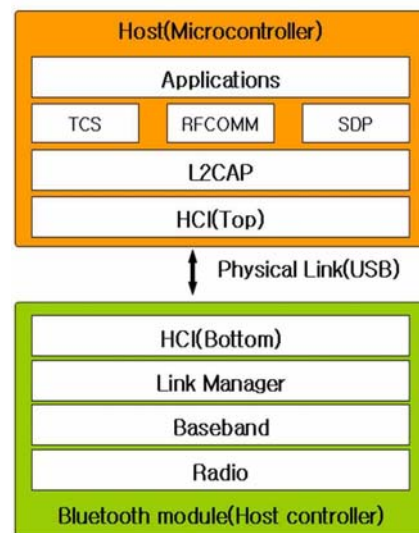 Host(Microcontroller)
Applications
TCS RFCOMM SDP
L2CAP
HCI(Top)
Physical Link(USB)
HCI(Bottom)
Link Manager
Baseband
Radio
Bluetooth module(Host controller)